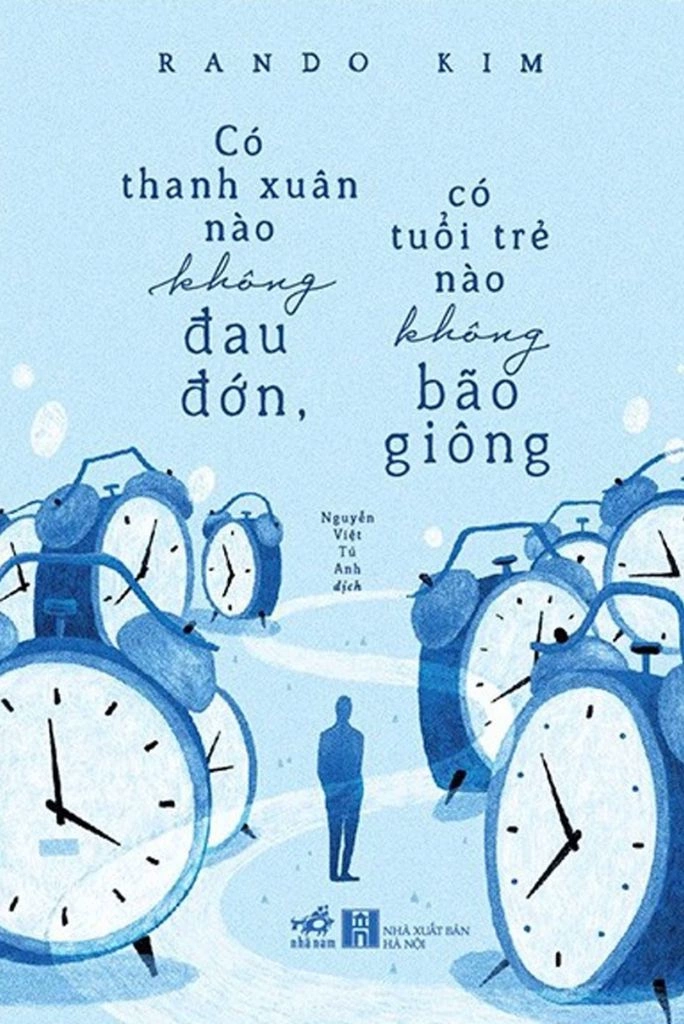 RANDO KIM
Có
thanh xuân
nào
không
đau
đớn,
có
tuổi trẻ
nào
không
bão
giông
Nguyễn
Việt
Tú
Anh
dịch
nhã nam
NHÀ XUẤT BẢN
HÀ NỘI